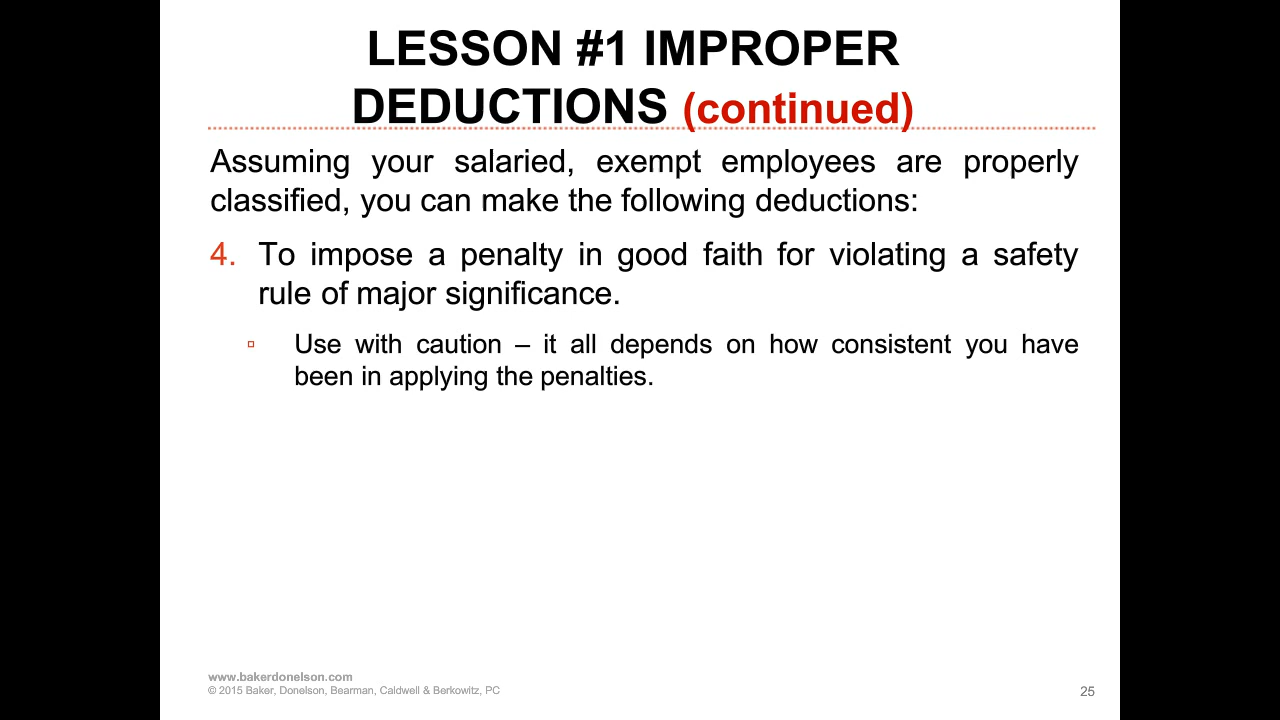 LESSON #1 IMPROPER
DEDUCTIONS (continued)
Assuming your salaried, exempt employees are properly
classified, you can make the following deductions:
4. To impose a penalty in good faith for violating a safety
rule of major significance.
▫ Use with caution – it all depends on how consistent you have
been in applying the penalties.
www.bakerdonelson.com
© 2015 Baker, Donelson, Bearman, Caldwell & Berkowitz, PC
25